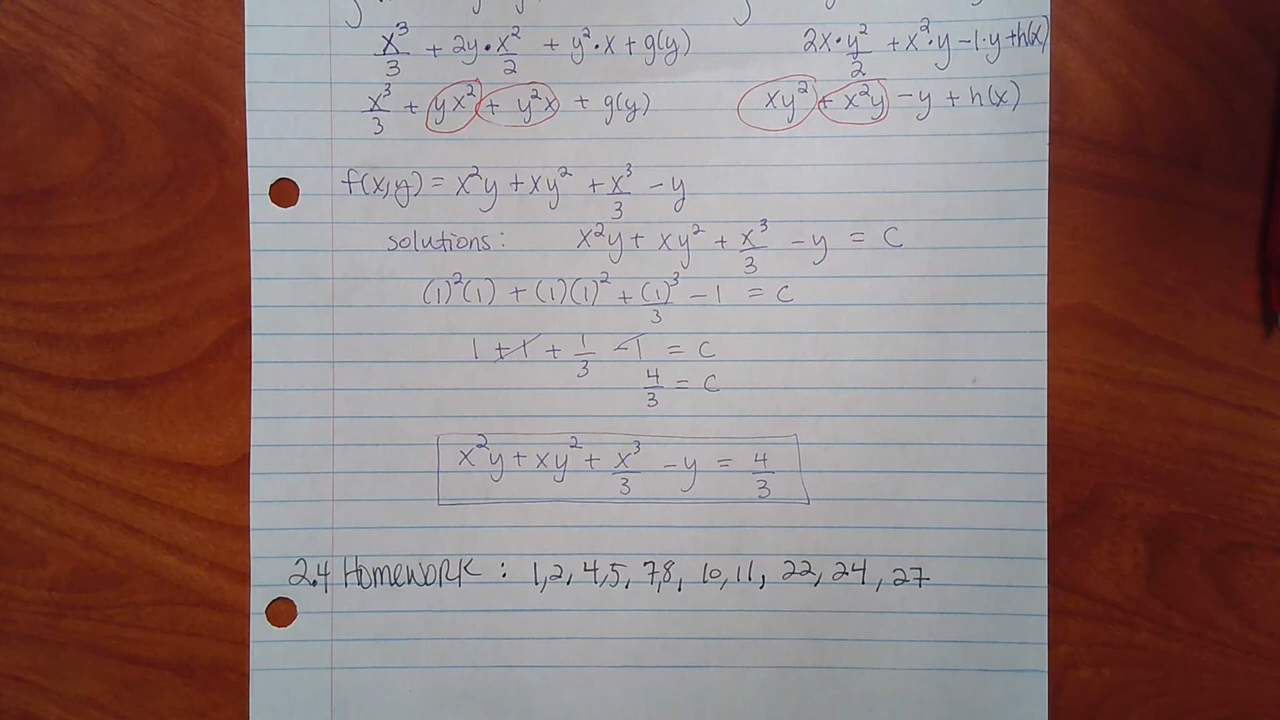 x³/3 + 2y·x²/2 + y²·x + g(y) 2x·y²/2 + x²·y - 1·y + h(x)
x³/3 + yx² + y²x + g(y) xy² + x²y - y + h(x)
f(x,y) = x²y + xy² + x³/3 - y
solutions: x²y + xy² + x³/3 - y = C
(1)²(1) + (1)(1)² + (1)³/3 - 1 = C
1 + 1 + 1/3 - 1 = C
4/3 = C
x²y + xy² + x³/3 - y = 4/3
2.4 Homework : 1,2, 4,5, 7,8, 10,11, 22, 24, 27